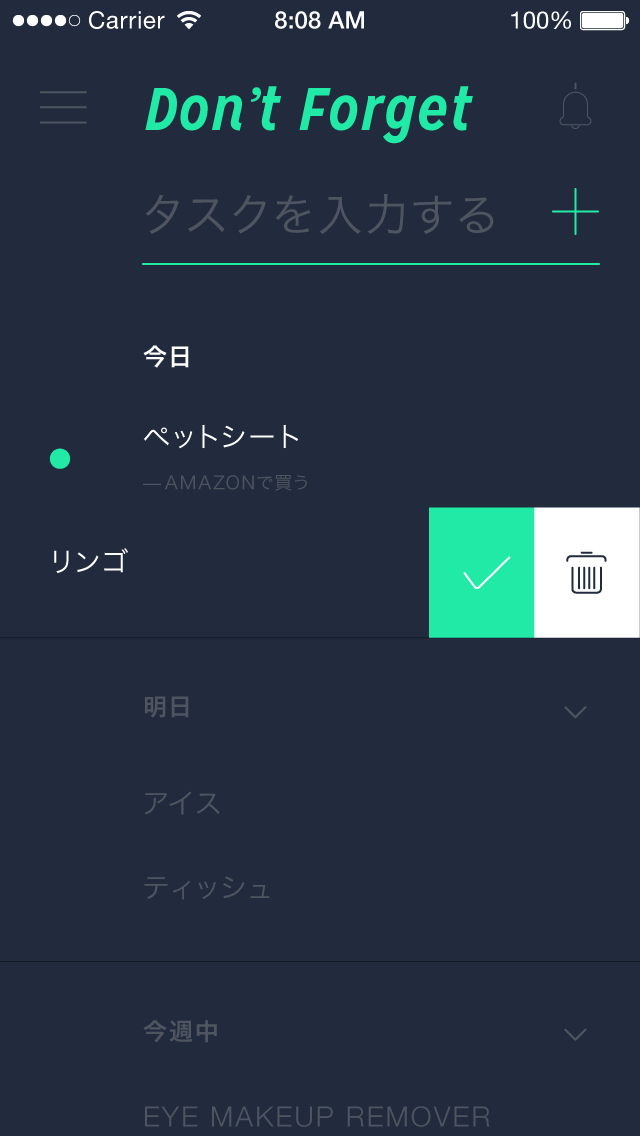 Carrier 8:08 AM 100%
Don't Forget
タスクを入力する
今日
ペットシート
—AMAZONで買う
リンゴ
明日
アイス
ティッシュ
今週中
EYE MAKEUP REMOVER